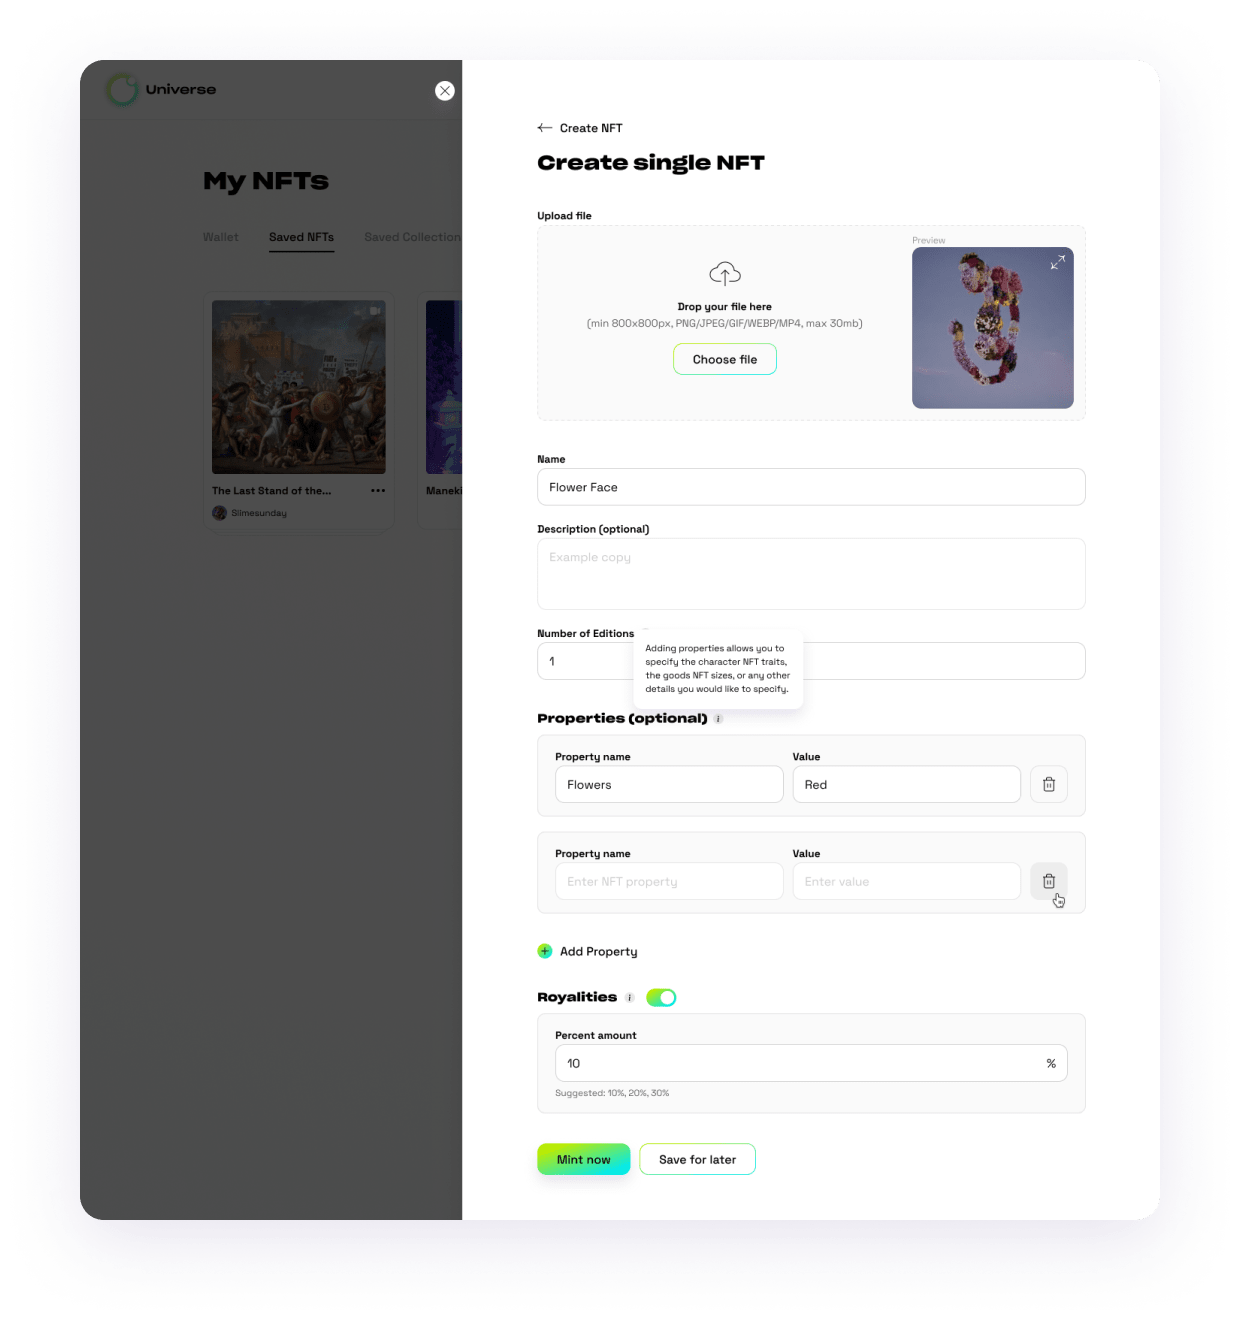 Universe
My NFTs
Wallet
Saved NFTs
Saved Collection
The Last Stand of the...
Silmesunday
Maneki
Create NFT
Create single NFT
Upload file
Drop your file here
(min 800x800px, PNG/JPEG/GIF/WEBP/MP4, max 30mb)
Choose file
Preview
Name
Flower Face
Description (optional)
Example copy
Number of Editions
1
Adding properties allows you to
specify the character NFT traits,
the goods NFT sizes, or any other
details you would like to specify.
Properties (optional)
Property name
Value
Flowers
Red
Property name
Value
Enter NFT property
Enter value
Add Property
Royalities
Percent amount
10
%
Suggested: 10%, 20%, 30%
Mint now
Save for later